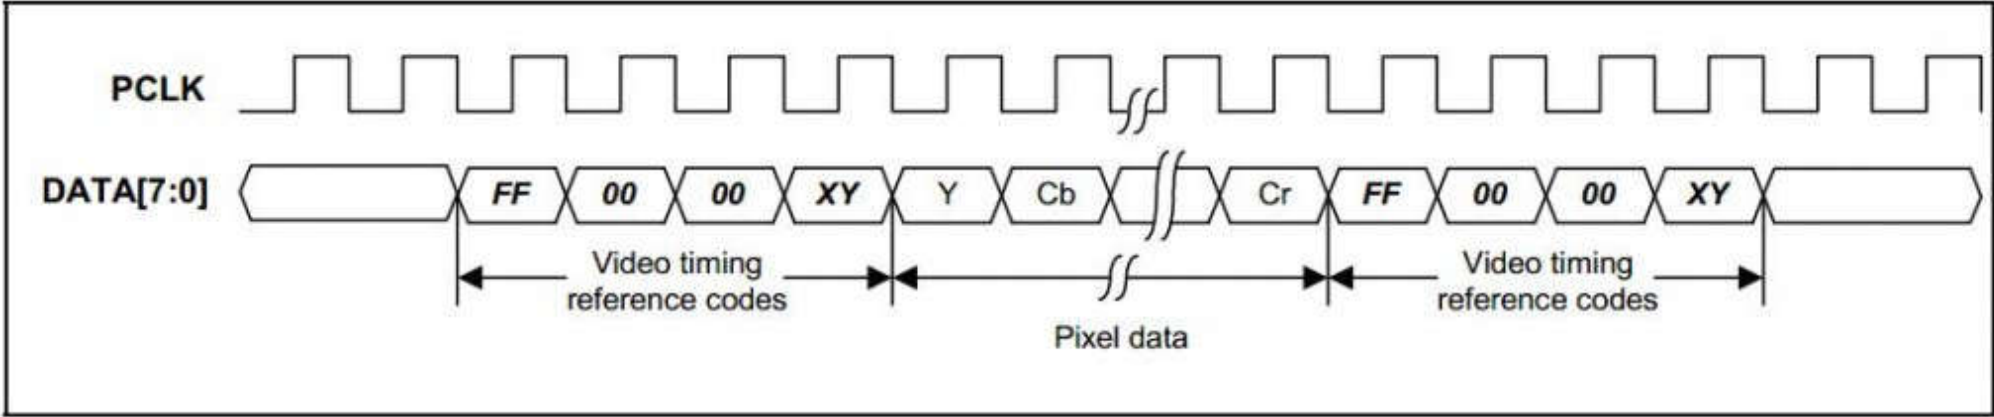 PCLK
DATA[7:0] FF 00 00 XY Y Cb Cr FF 00 00 XY
Video timing
reference codes
Pixel data
Video timing
reference codes